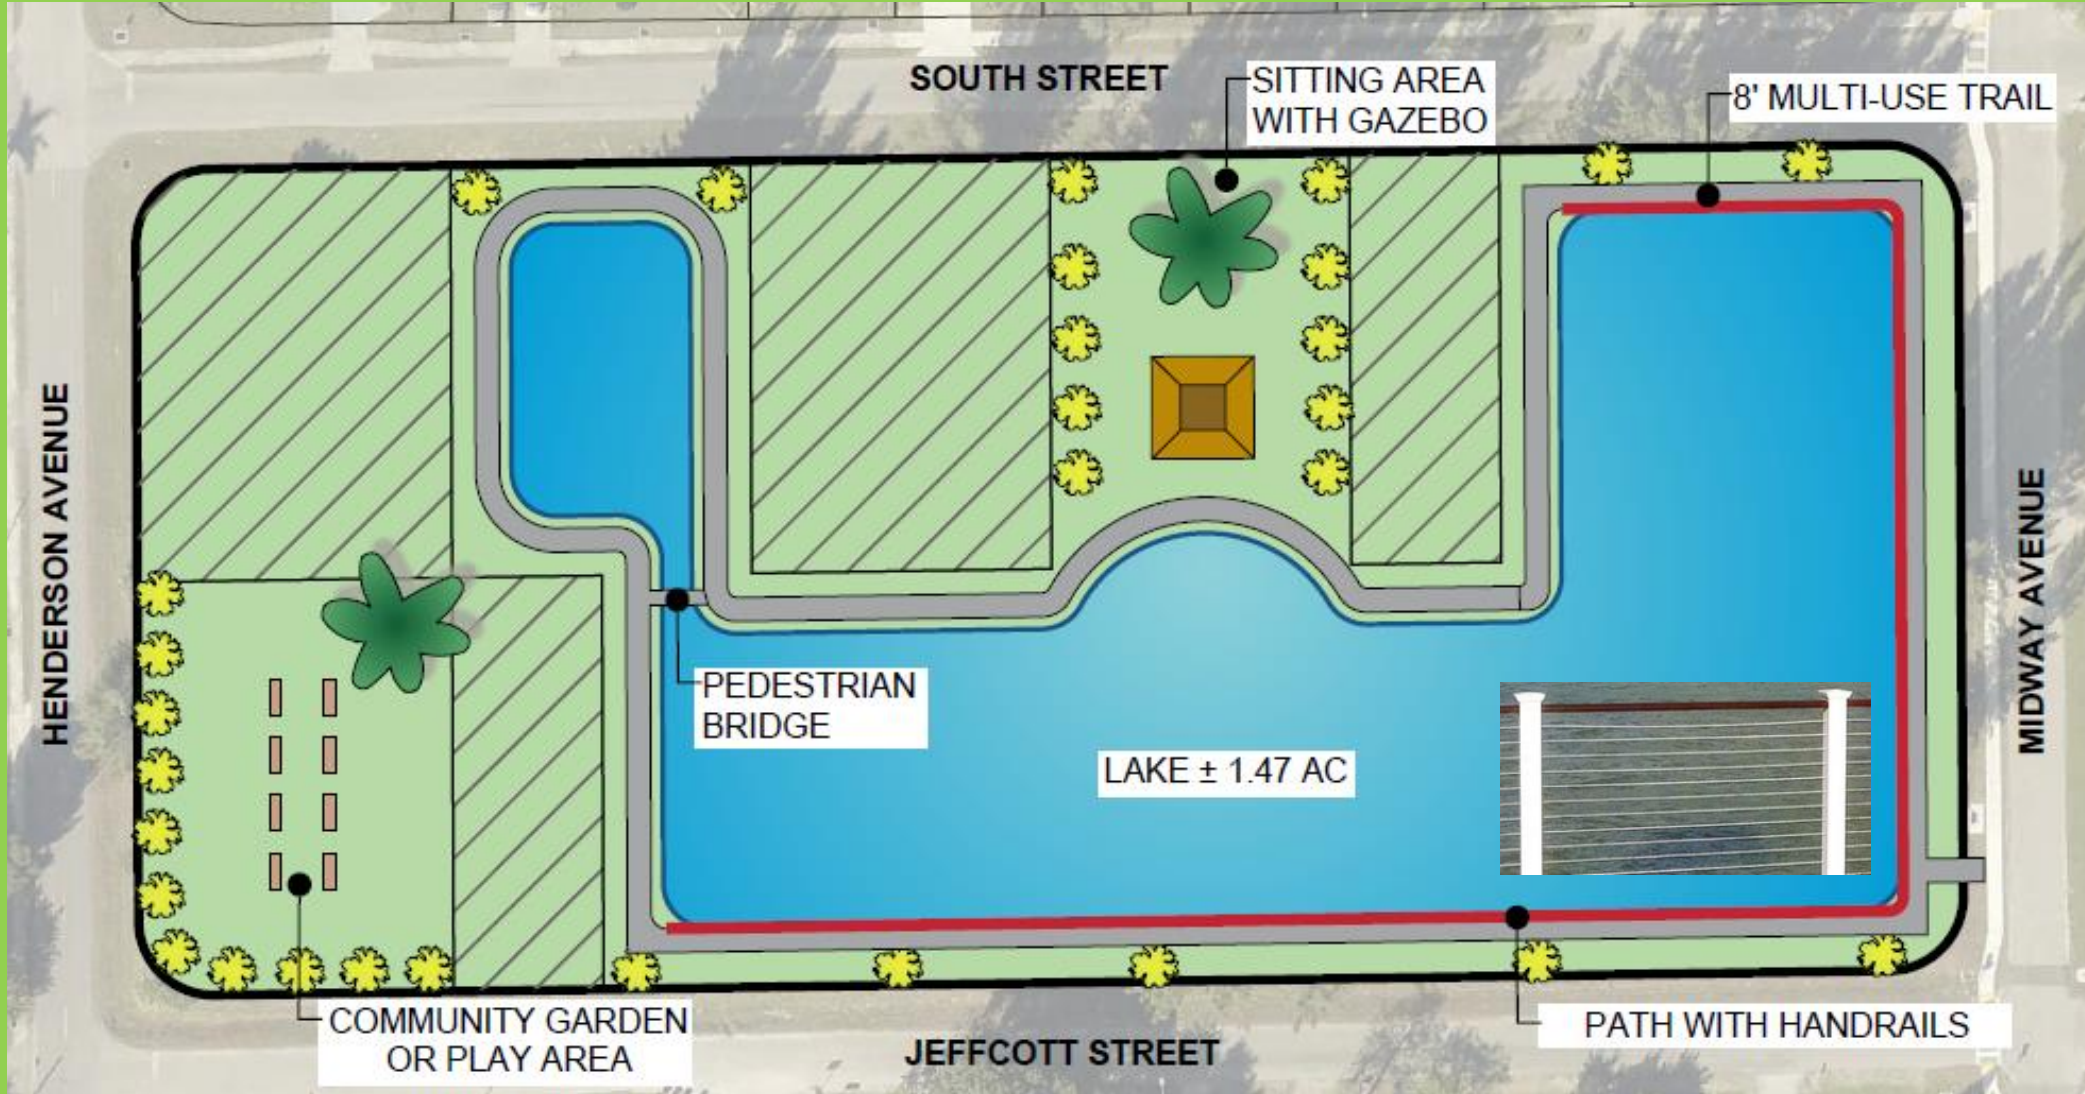 SOUTH STREET
SITTING AREA
WITH GAZEBO
8' MULTI-USE TRAIL
HENDERSON AVENUE
MIDWAY AVENUE
PEDESTRIAN
BRIDGE
LAKE ± 1.47 AC
COMMUNITY GARDEN
OR PLAY AREA
JEFFCOTT STREET
PATH WITH HANDRAILS